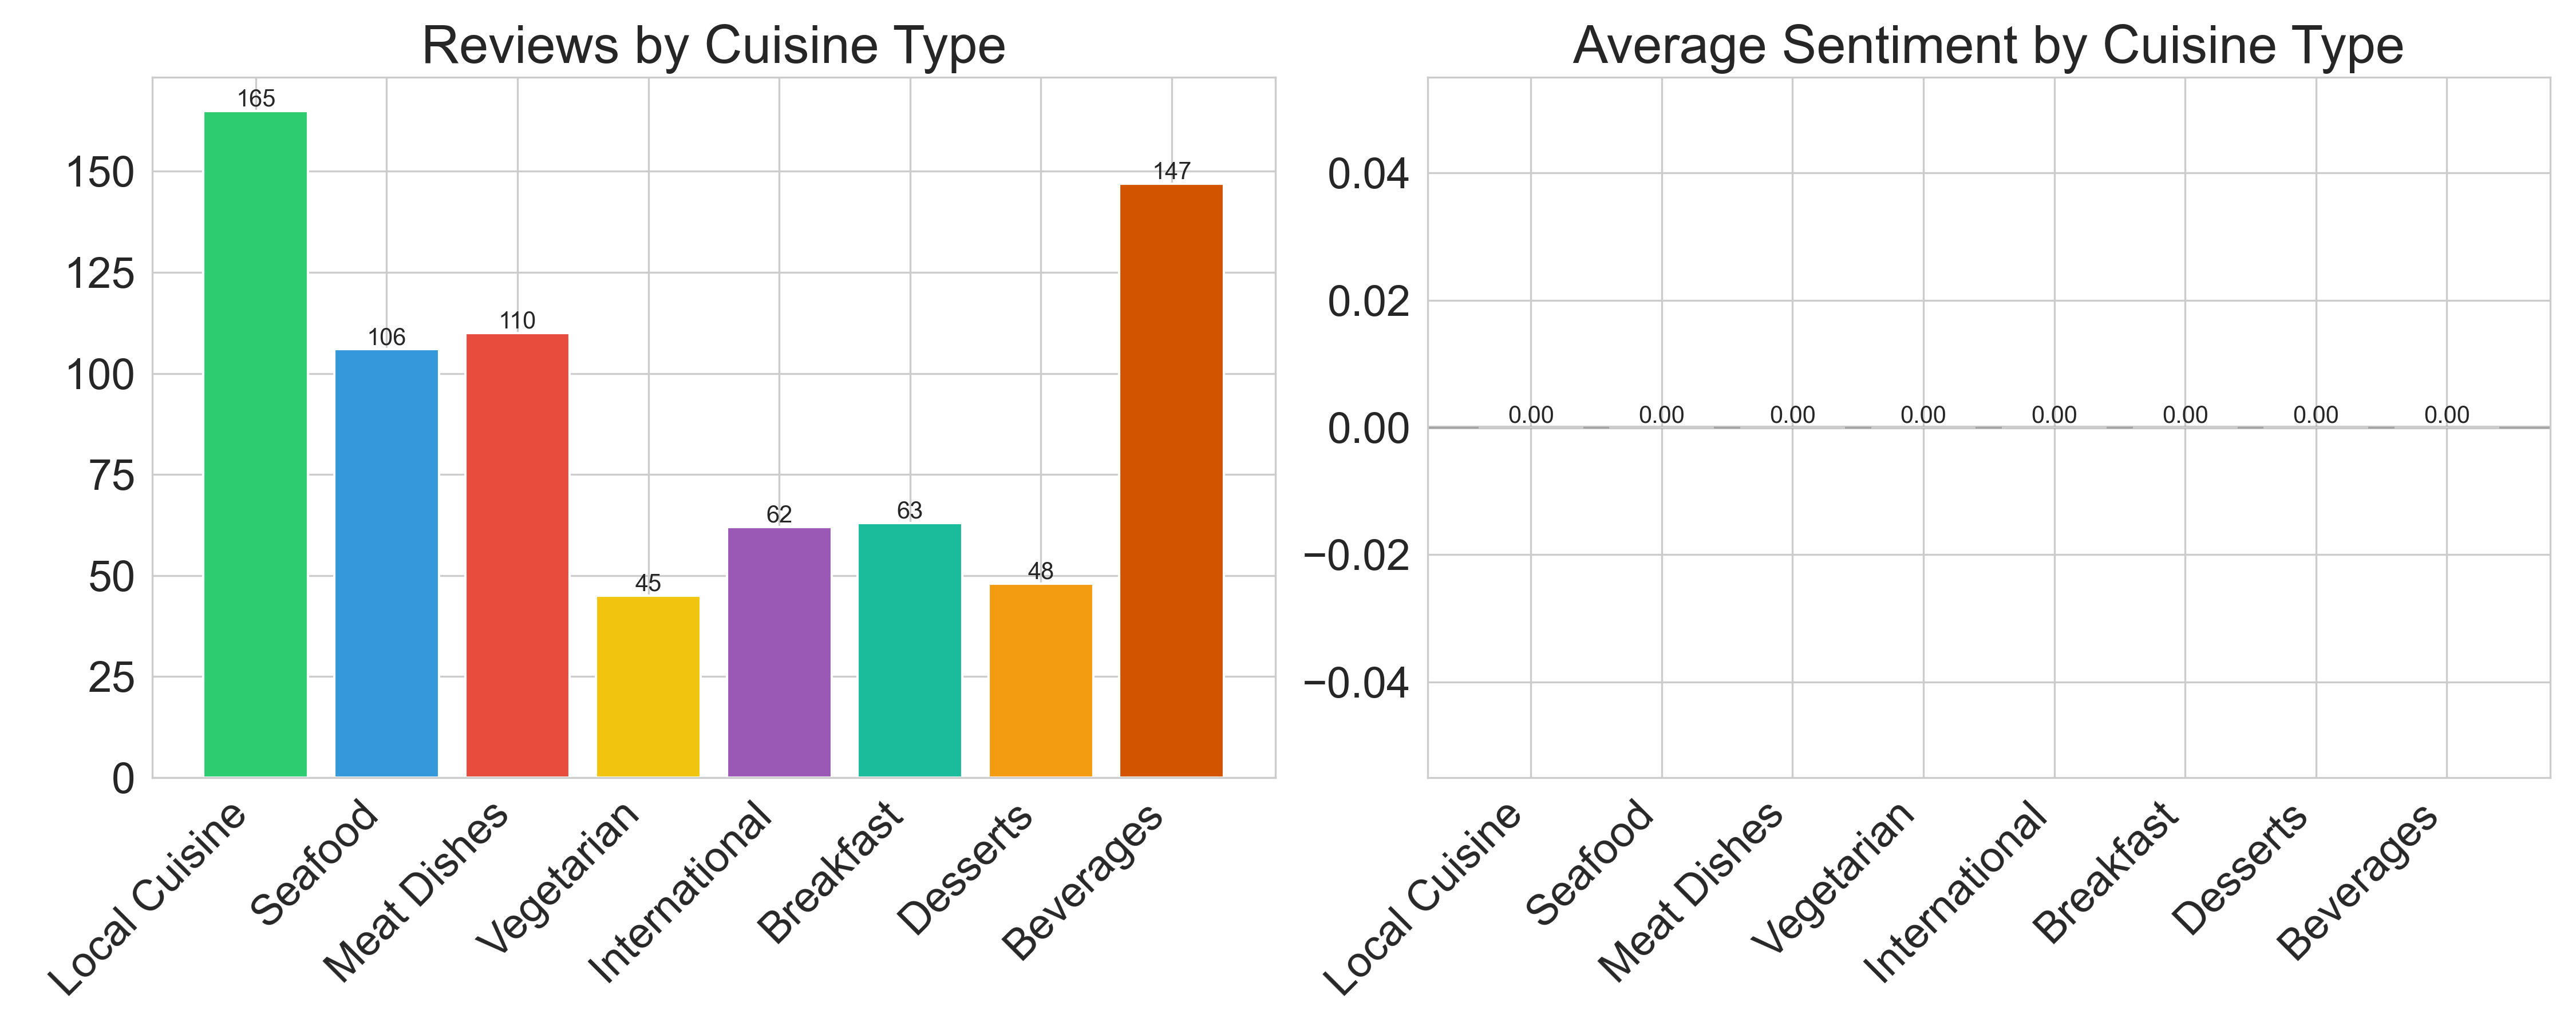 Reviews by Cuisine Type
165
106
110
45
62
63
48
147
150
125
100
75
50
25
0
Local Cuisine
Seafood
Meat Dishes
Vegetarian
International
Breakfast
Desserts
Beverages
Average Sentiment by Cuisine Type
0.04
0.02
0.00
−0.02
−0.04
0.00
0.00
0.00
0.00
0.00
0.00
0.00
0.00
Local Cuisine
Seafood
Meat Dishes
Vegetarian
International
Breakfast
Desserts
Beverages